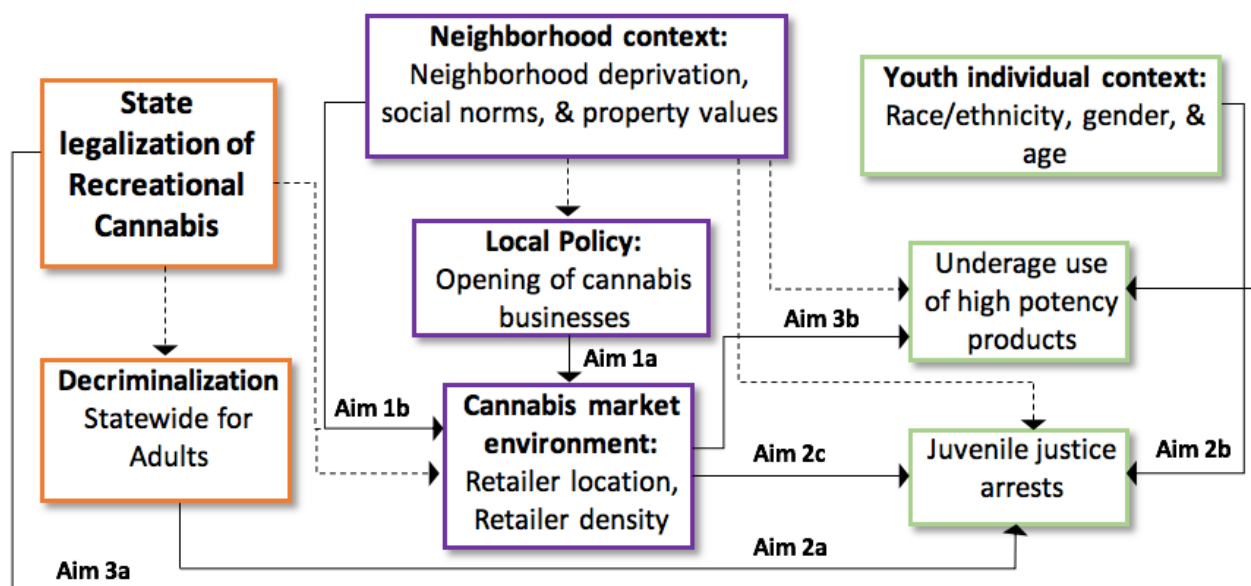 Neighborhood context:
Neighborhood deprivation,
social norms, & property values
Youth individual context:
Race/ethnicity, gender, &
age
State
legalization of
Recreational
Cannabis
Local Policy:
Opening of cannabis
businesses
Underage use
of high potency
products
Aim 3b
Aim 1a
Decriminalization
Statewide for
Adults
Aim 1b
Cannabis market
environment:
Retailer location,
Retailer density
Aim 2c
Juvenile justice
arrests
Aim 2b
Aim 2a
Aim 3a